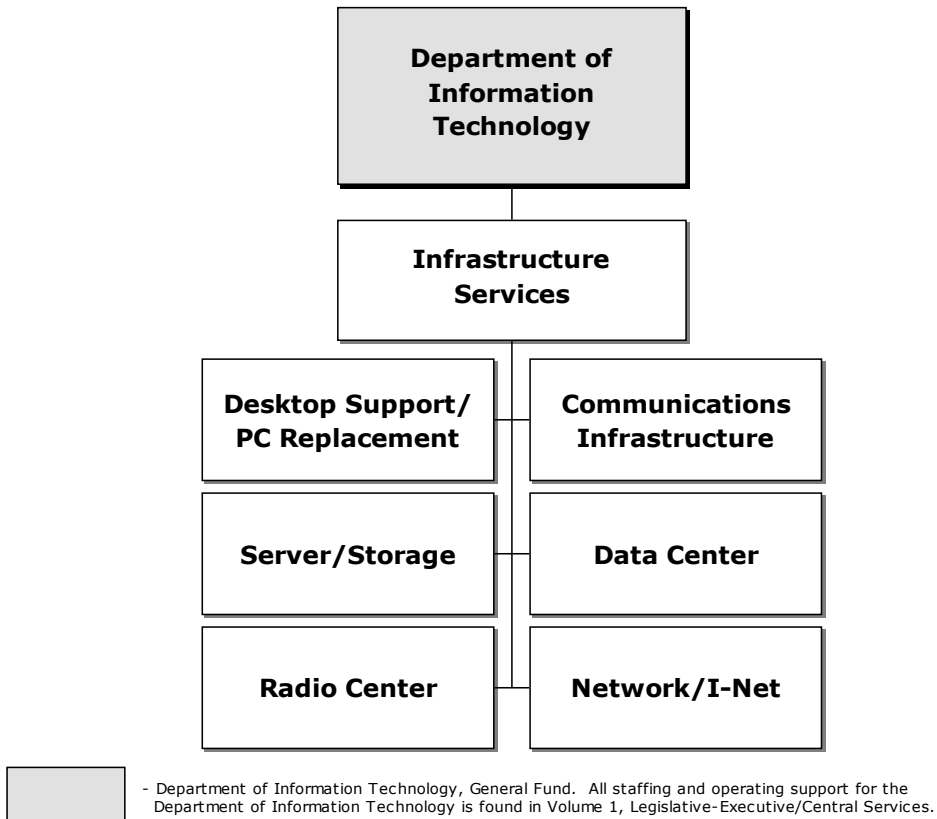 Department of
Information
Technology
Infrastructure
Services
Desktop Support/
PC Replacement
Communications
Infrastructure
Server/Storage
Data Center
Radio Center
Network/I-Net
- Department of Information Technology, General Fund. All staffing and operating support for the
Department of Information Technology is found in Volume 1, Legislative-Executive/Central Services.